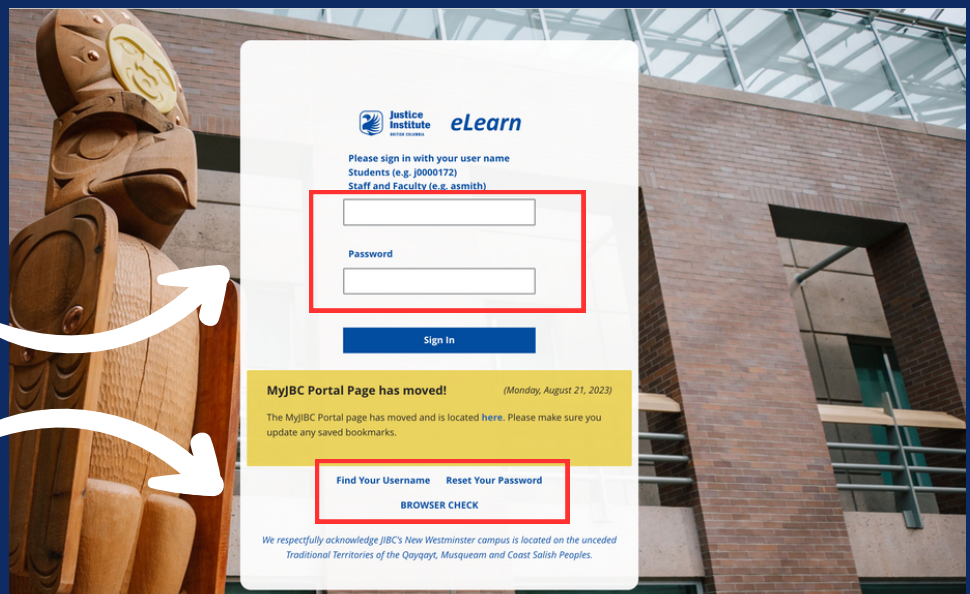 Justice
Institute
BRITISH COLUMBIA
eLearn
Please sign in with your user name
Students (e.g. j0000172)
Staff and Faculty (e.g. asmith)
Password
Sign In
MyJIBC Portal Page has moved! (Monday, August 21, 2023)
The MyJIBC Portal page has moved and is located here. Please make sure you
update any saved bookmarks.
Find Your Username Reset Your Password
BROWSER CHECK
We respectfully acknowledge JIBC's New Westminster campus is located on the unceded
Traditional Territories of the Qayqayt, Musqueam and Coast Salish Peoples.